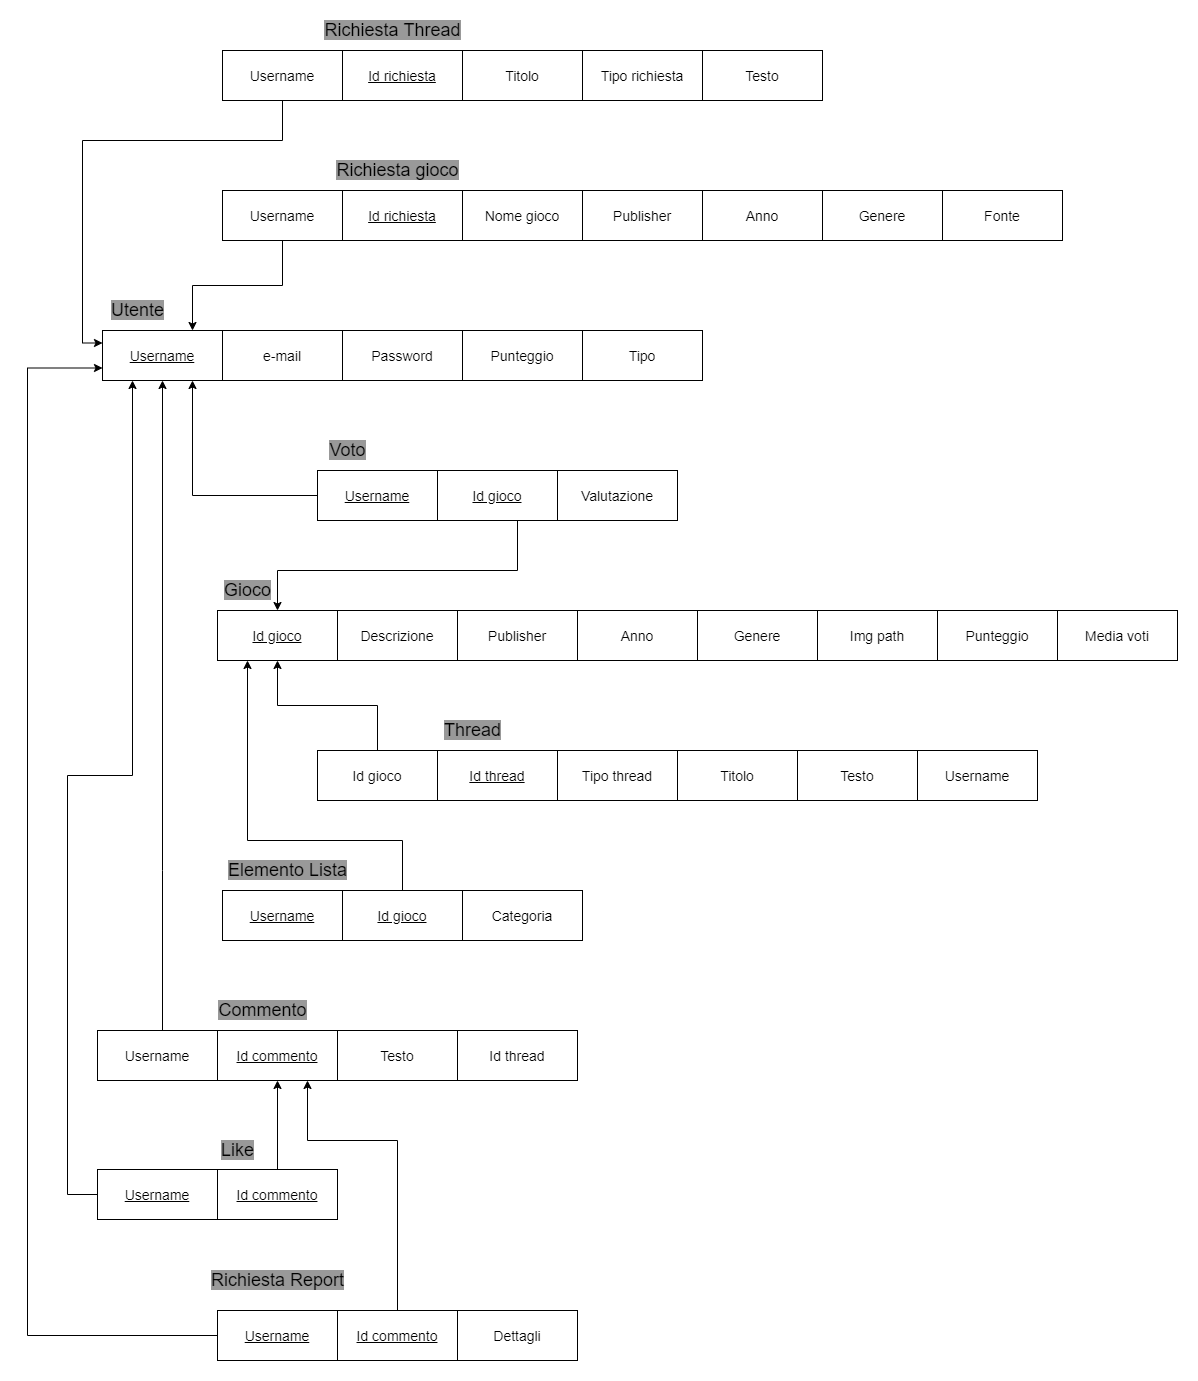 Richiesta Thread
Username Id richiesta Titolo Tipo richiesta Testo
Richiesta gioco
Username Id richiesta Nome gioco Publisher Anno Genere Fonte
Utente
Username e-mail Password Punteggio Tipo
Voto
Username Id gioco Valutazione
Gioco
Id gioco Descrizione Publisher Anno Genere Img path Punteggio Media voti
Thread
Id gioco Id thread Tipo thread Titolo Testo Username
Elemento Lista
Username Id gioco Categoria
Commento
Username Id commento Testo Id thread
Like
Username Id commento
Richiesta Report
Username Id commento Dettagli